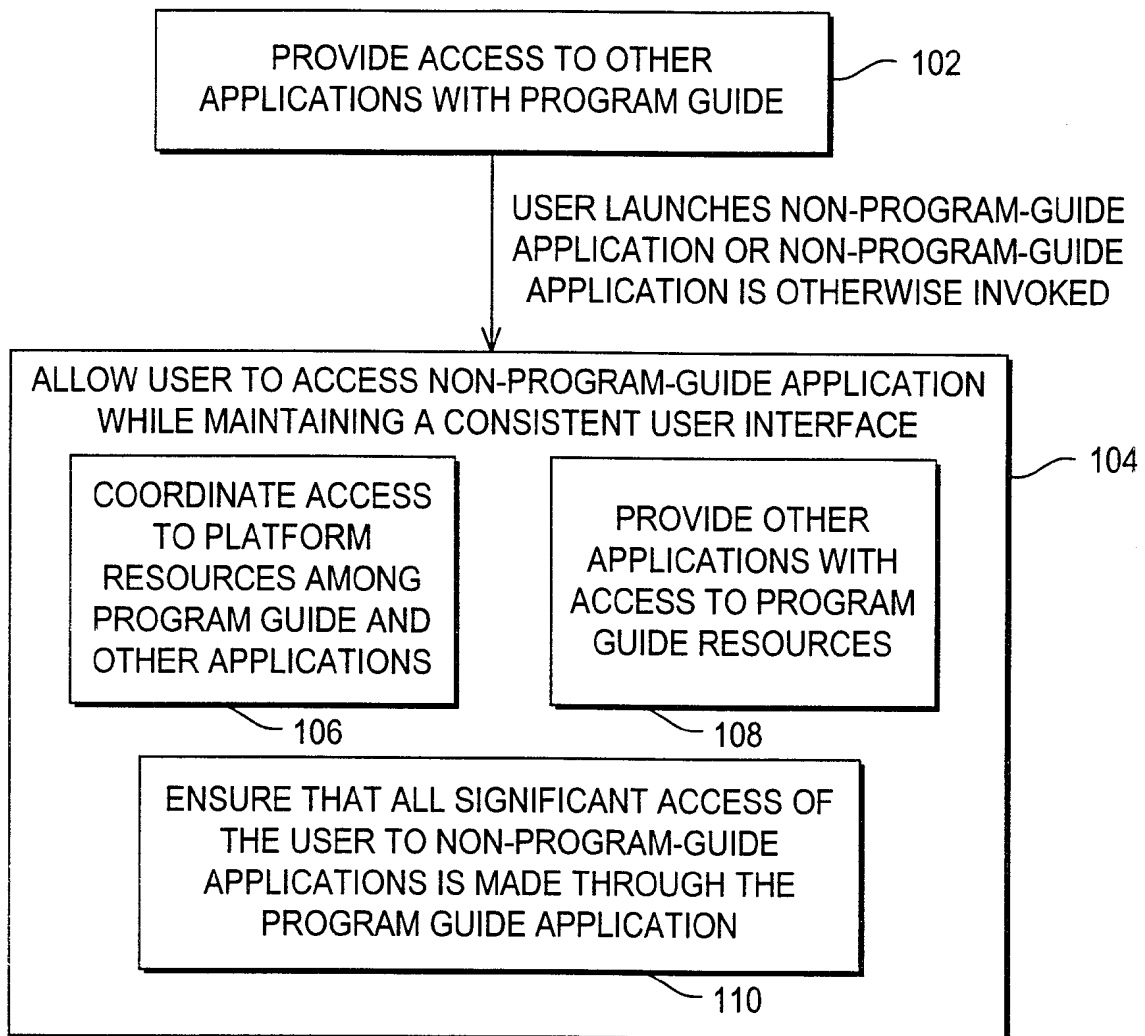 PROVIDE ACCESS TO OTHER
APPLICATIONS WITH PROGRAM GUIDE
102
USER LAUNCHES NON-PROGRAM-GUIDE
APPLICATION OR NON-PROGRAM-GUIDE
APPLICATION IS OTHERWISE INVOKED
ALLOW USER TO ACCESS NON-PROGRAM-GUIDE APPLICATION
WHILE MAINTAINING A CONSISTENT USER INTERFACE
104
COORDINATE ACCESS
TO PLATFORM
RESOURCES AMONG
PROGRAM GUIDE AND
OTHER APPLICATIONS
106
PROVIDE OTHER
APPLICATIONS WITH
ACCESS TO PROGRAM
GUIDE RESOURCES
108
ENSURE THAT ALL SIGNIFICANT ACCESS OF
THE USER TO NON-PROGRAM-GUIDE
APPLICATIONS IS MADE THROUGH THE
PROGRAM GUIDE APPLICATION
110